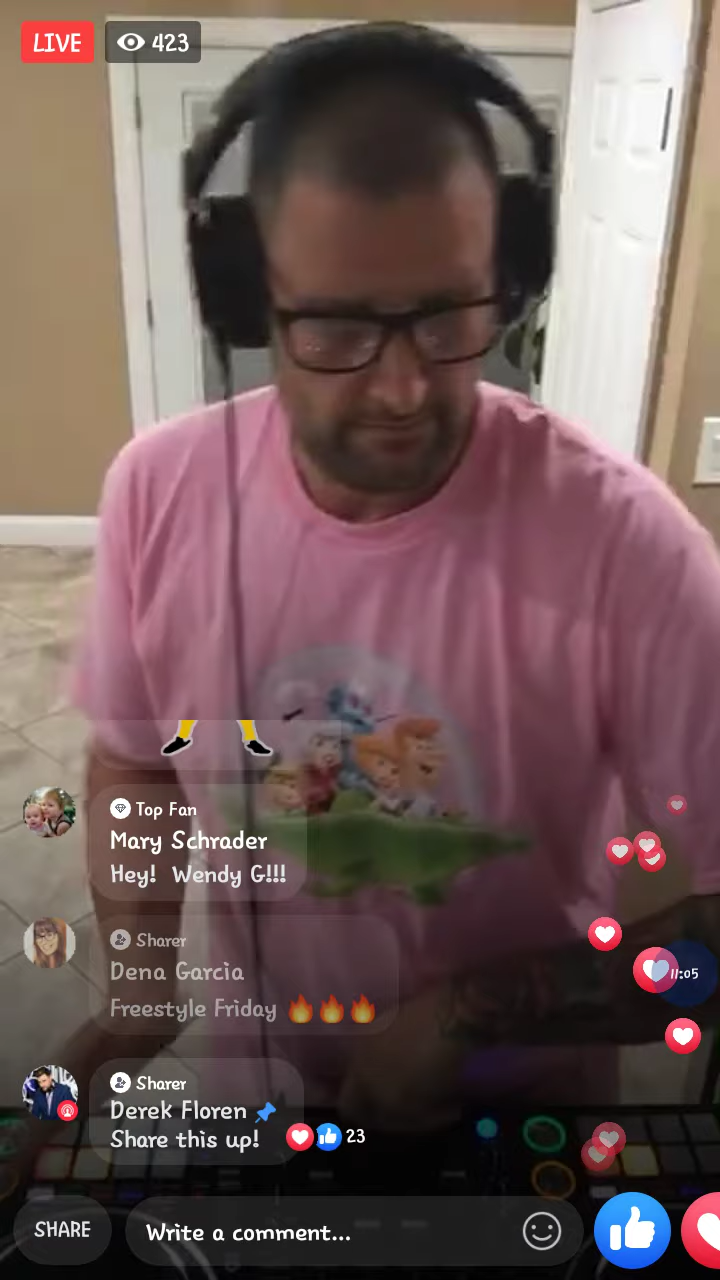 LIVE
423
Top Fan
Mary Schrader
Hey! Wendy G!!!
Sharer
Dena Garcia
Freestyle Friday 🔥🔥🔥
11:05
Sharer
Derek Floren 📌
Share this up!
23
SHARE
Write a comment...